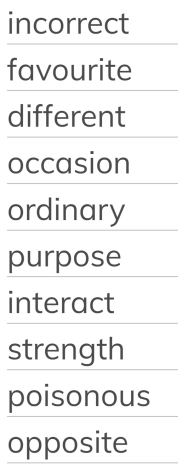 incorrect
favourite
different
occasion
ordinary
purpose
interact
strength
poisonous
opposite